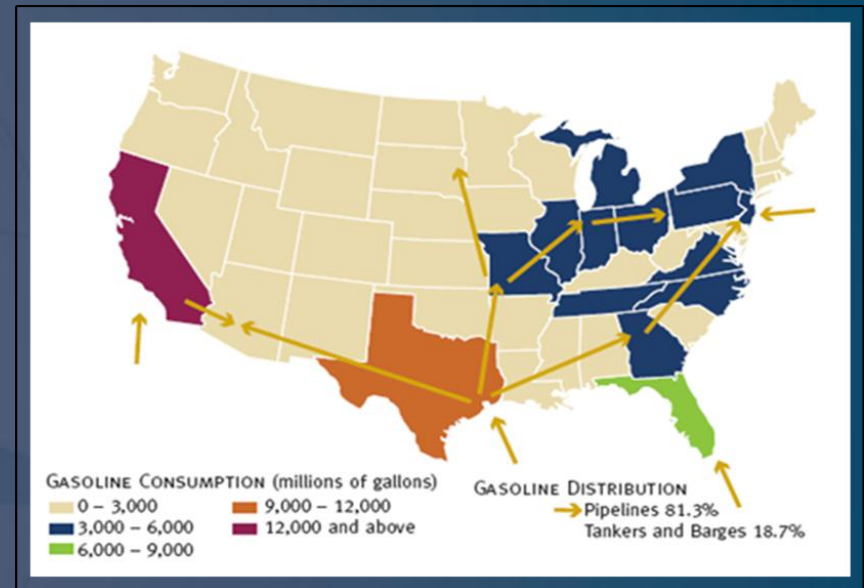 GASOLINE CONSUMPTION (millions of gallons)
0 – 3,000
3,000 – 6,000
6,000 – 9,000
9,000 – 12,000
12,000 and above
GASOLINE DISTRIBUTION
Pipelines 81.3%
Tankers and Barges 18.7%